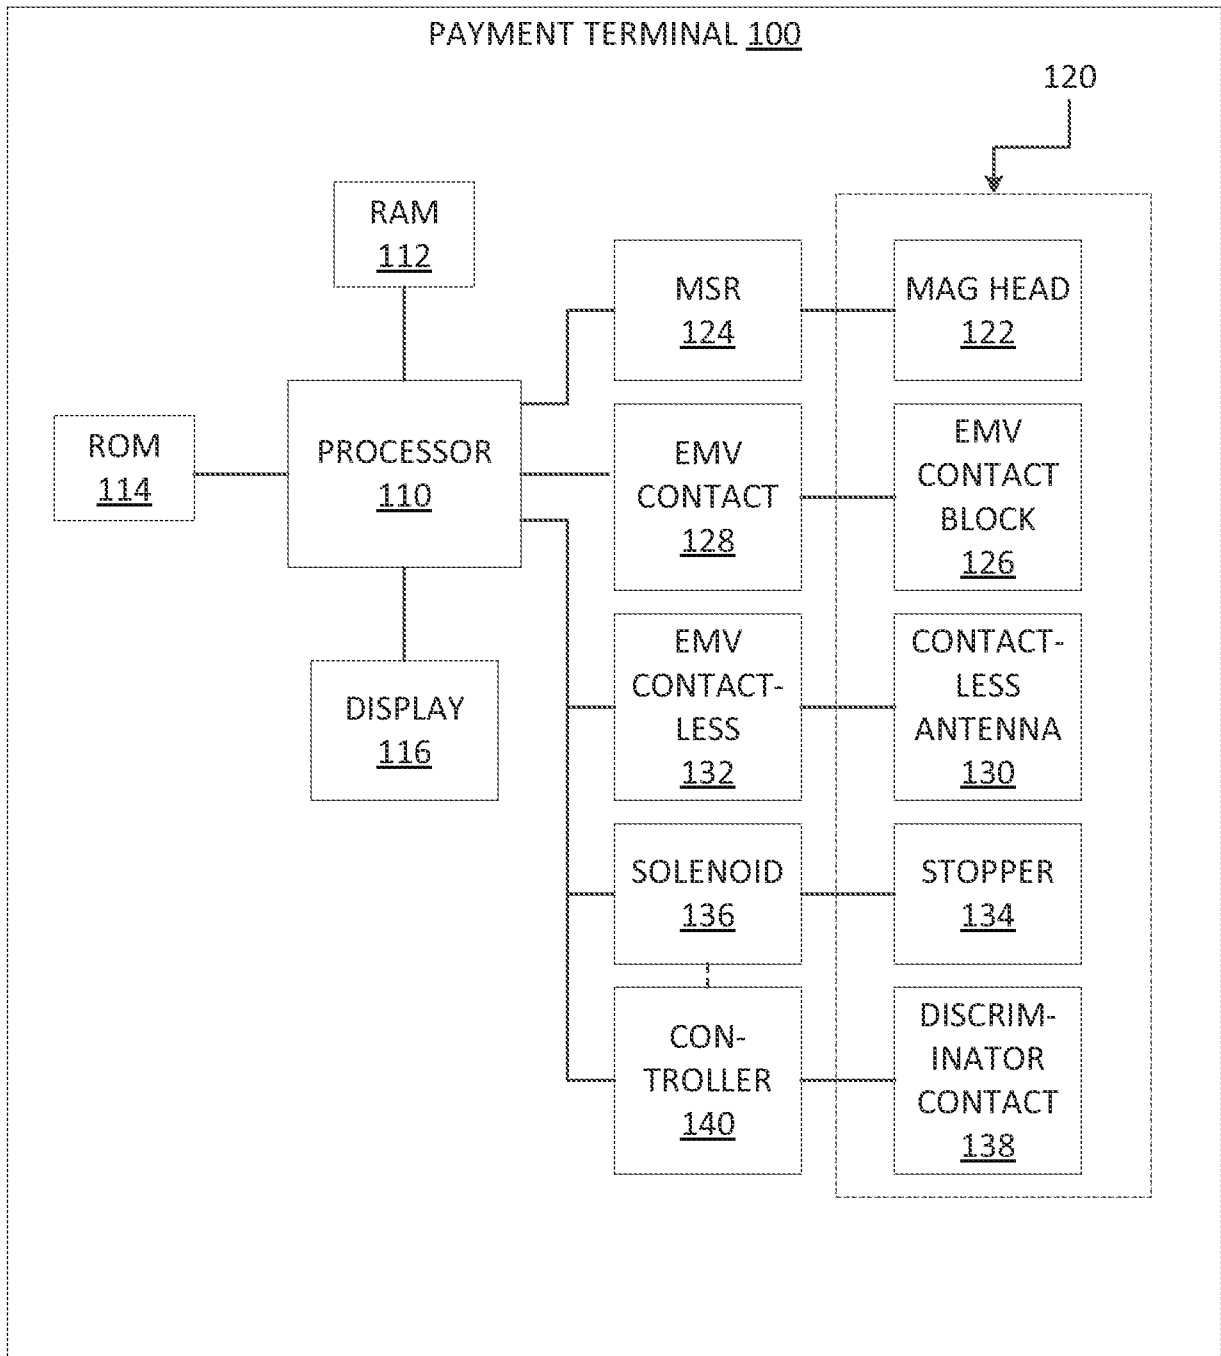 PAYMENT TERMINAL 100
120
RAM
112
MSR
124
MAG HEAD
122
ROM
114
PROCESSOR
110
EMV
CONTACT
128
EMV
CONTACT
BLOCK
126
DISPLAY
116
EMV
CONTACT-
LESS
132
CONTACT-
LESS
ANTENNA
130
SOLENOID
136
STOPPER
134
CON-
TROLLER
140
DISCRIM-
INATOR
CONTACT
138